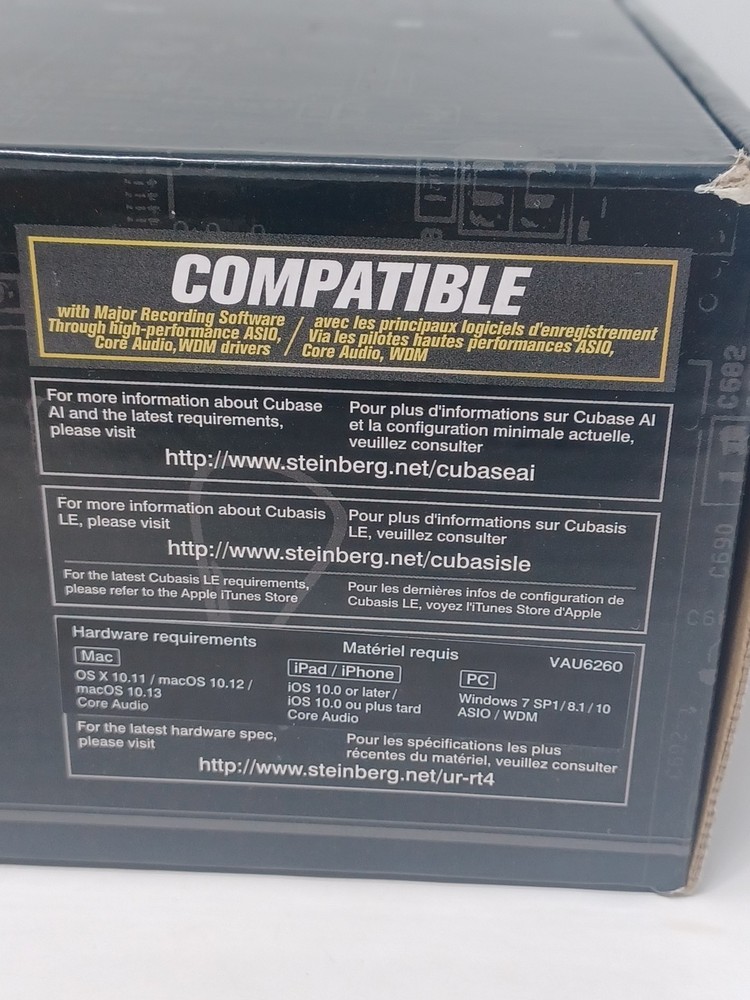 COMPATIBLE
with Major Recording Software
Through high-performance ASIO,
Core Audio, WDM drivers
/
avec les principaux logiciels d'enregistrement
Via les pilotes hautes performances ASIO,
Core Audio, WDM
For more information about Cubase
AI and the latest requirements,
please visit
Pour plus d'informations sur Cubase AI
et la configuration minimale actuelle,
veuillez consulter
http://www.steinberg.net/cubaseai
For more information about Cubasis
LE, please visit
Pour plus d'informations sur Cubasis
LE, veuillez consulter
http://www.steinberg.net/cubasisle
For the latest Cubasis LE requirements,
please refer to the Apple iTunes Store
Pour les dernières infos de configuration de
Cubasis LE, voyez l'iTunes Store d'Apple
Hardware requirements
Matériel requis
VAU6260
Mac
OS X 10.11 / macOS 10.12 /
macOS 10.13
Core Audio
iPad / iPhone
iOS 10.0 or later /
iOS 10.0 ou plus tard
Core Audio
PC
Windows 7 SP1/8.1/10
ASIO / WDM
For the latest hardware spec,
please visit
Pour les spécifications les plus
récentes du matériel, veuillez consulter
http://www.steinberg.net/ur-rt4
C682
C690